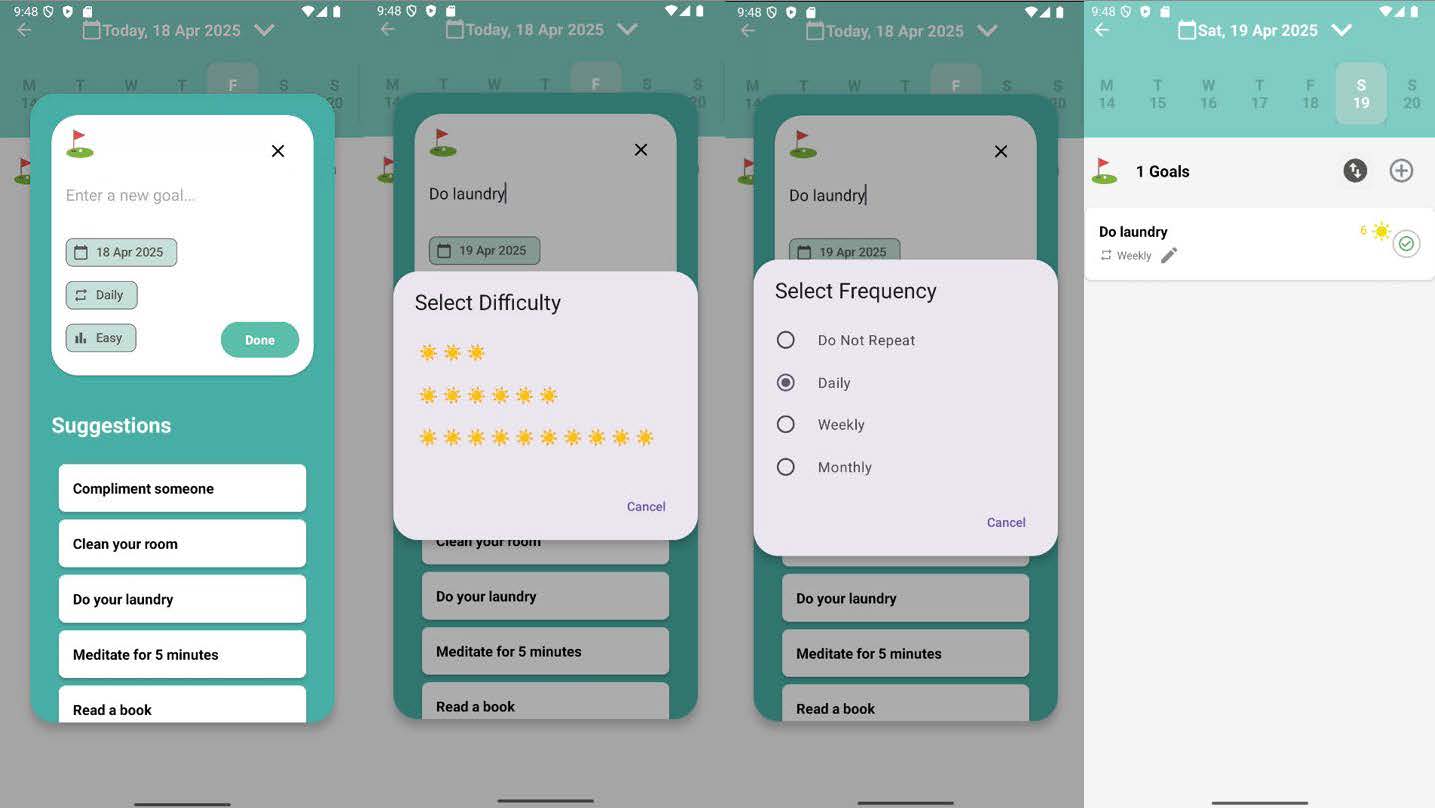 9:48
Today, 18 Apr 2025
M T W T F S S
14 20
Enter a new goal...
18 Apr 2025
Daily
Easy
Done
Suggestions
Compliment someone
Clean your room
Do your laundry
Meditate for 5 minutes
Read a book
9:48
Today, 18 Apr 2025
M T W T F S S
14 20
Do laundry
19 Apr 2025
Select Difficulty
Cancel
Clean your room
Do your laundry
Meditate for 5 minutes
Read a book
9:48
Today, 18 Apr 2025
M T W T F S S
14 20
Do laundry
19 Apr 2025
Select Frequency
Do Not Repeat
Daily
Weekly
Monthly
Cancel
Do your laundry
Meditate for 5 minutes
Read a book
9:48
Sat, 19 Apr 2025
M T W T F S S
14 15 16 17 18 19 20
1 Goals
Do laundry
6
Weekly